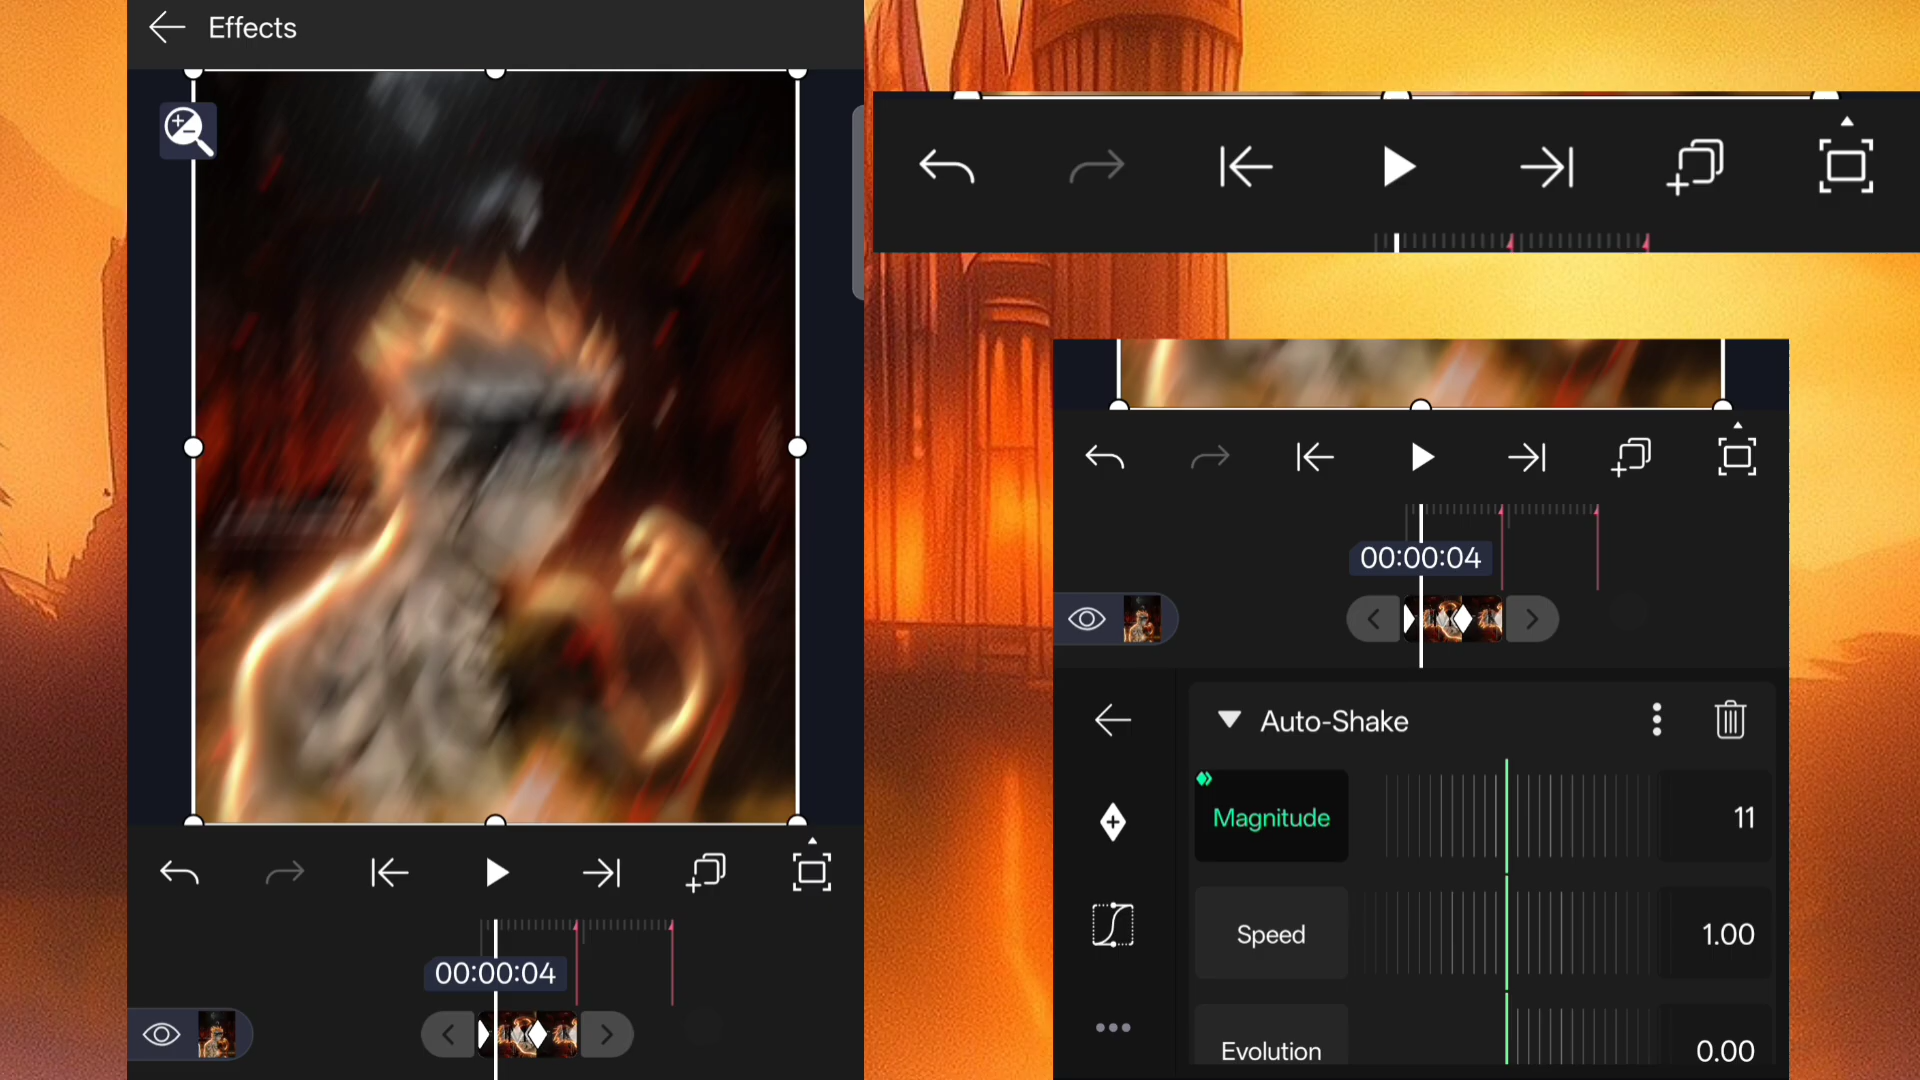 Effects
00:00:04
00:00:04
Auto-Shake
Magnitude 11
Speed 1.00
Evolution 0.00